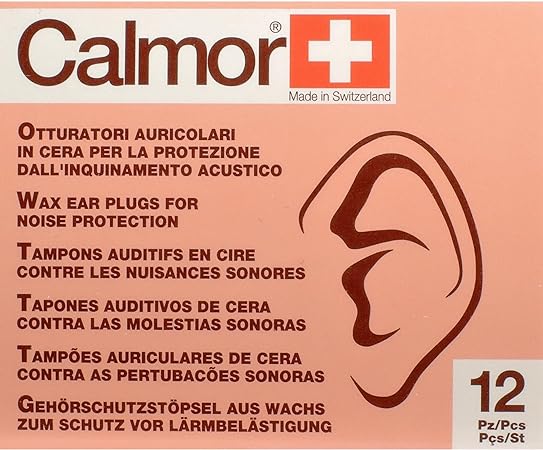 Calmor®
Made in Switzerland
OTTURATORI AURICOLARI
IN CERA PER LA PROTEZIONE
DALL'INQUINAMENTO ACUSTICO
WAX EAR PLUGS FOR
NOISE PROTECTION
TAMPONS AUDITIFS EN CIRE
CONTRE LES NUISANCES SONORES
TAPONES AUDITIVOS DE CERA
CONTRA LAS MOLESTIAS SONORAS
TAMPÕES AURICULARES DE CERA
CONTRA AS PERTUBACÕES SONORAS
GEHÖRSCHUTZSTÖPSEL AUS WACHS
ZUM SCHUTZ VOR LÄRMBELÄSTIGUNG
12
Pz/Pcs
Pçs/St